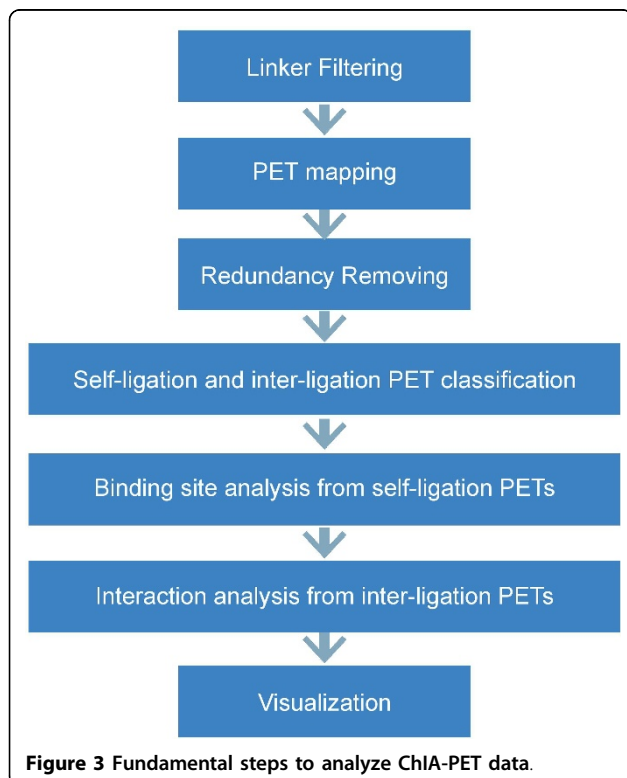 Linker Filtering
PET mapping
Redundancy Removing
Self-ligation and inter-ligation PET classification
Binding site analysis from self-ligation PETs
Interaction analysis from inter-ligation PETs
Visualization
Figure 3 Fundamental steps to analyze ChIA-PET data.